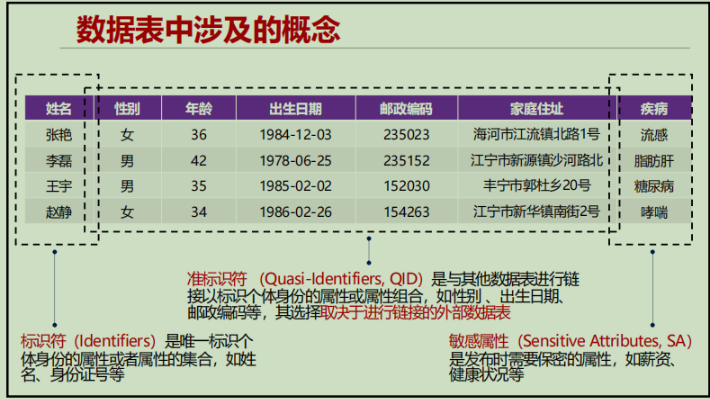 数据表中涉及的概念
姓名 性别 年龄 出生日期 邮政编码 家庭住址 疾病
张艳 女 36 1984-12-03 235023 海河市江流镇北路1号 流感
李磊 男 42 1978-06-25 235152 江宁市新源镇沙河路北 脂肪肝
王宇 男 35 1985-02-02 152030 丰宁市郭杜乡20号 糖尿病
赵静 女 34 1986-02-26 154263 江宁市新华镇南街2号 哮喘
准标识符 （Quasi-Identifiers, QID）是与其他数据表进行链
接以标识个体身份的属性或属性组合，如性别 、出生日期、
邮政编码等，其选择取决于进行链接的外部数据表
标识符（Identifiers）是唯一标识个
体身份的属性或者属性的集合，如姓
名、身份证号等
敏感属性（Sensitive Attributes, SA）
是发布时需要保密的属性，如薪资、
健康状况等